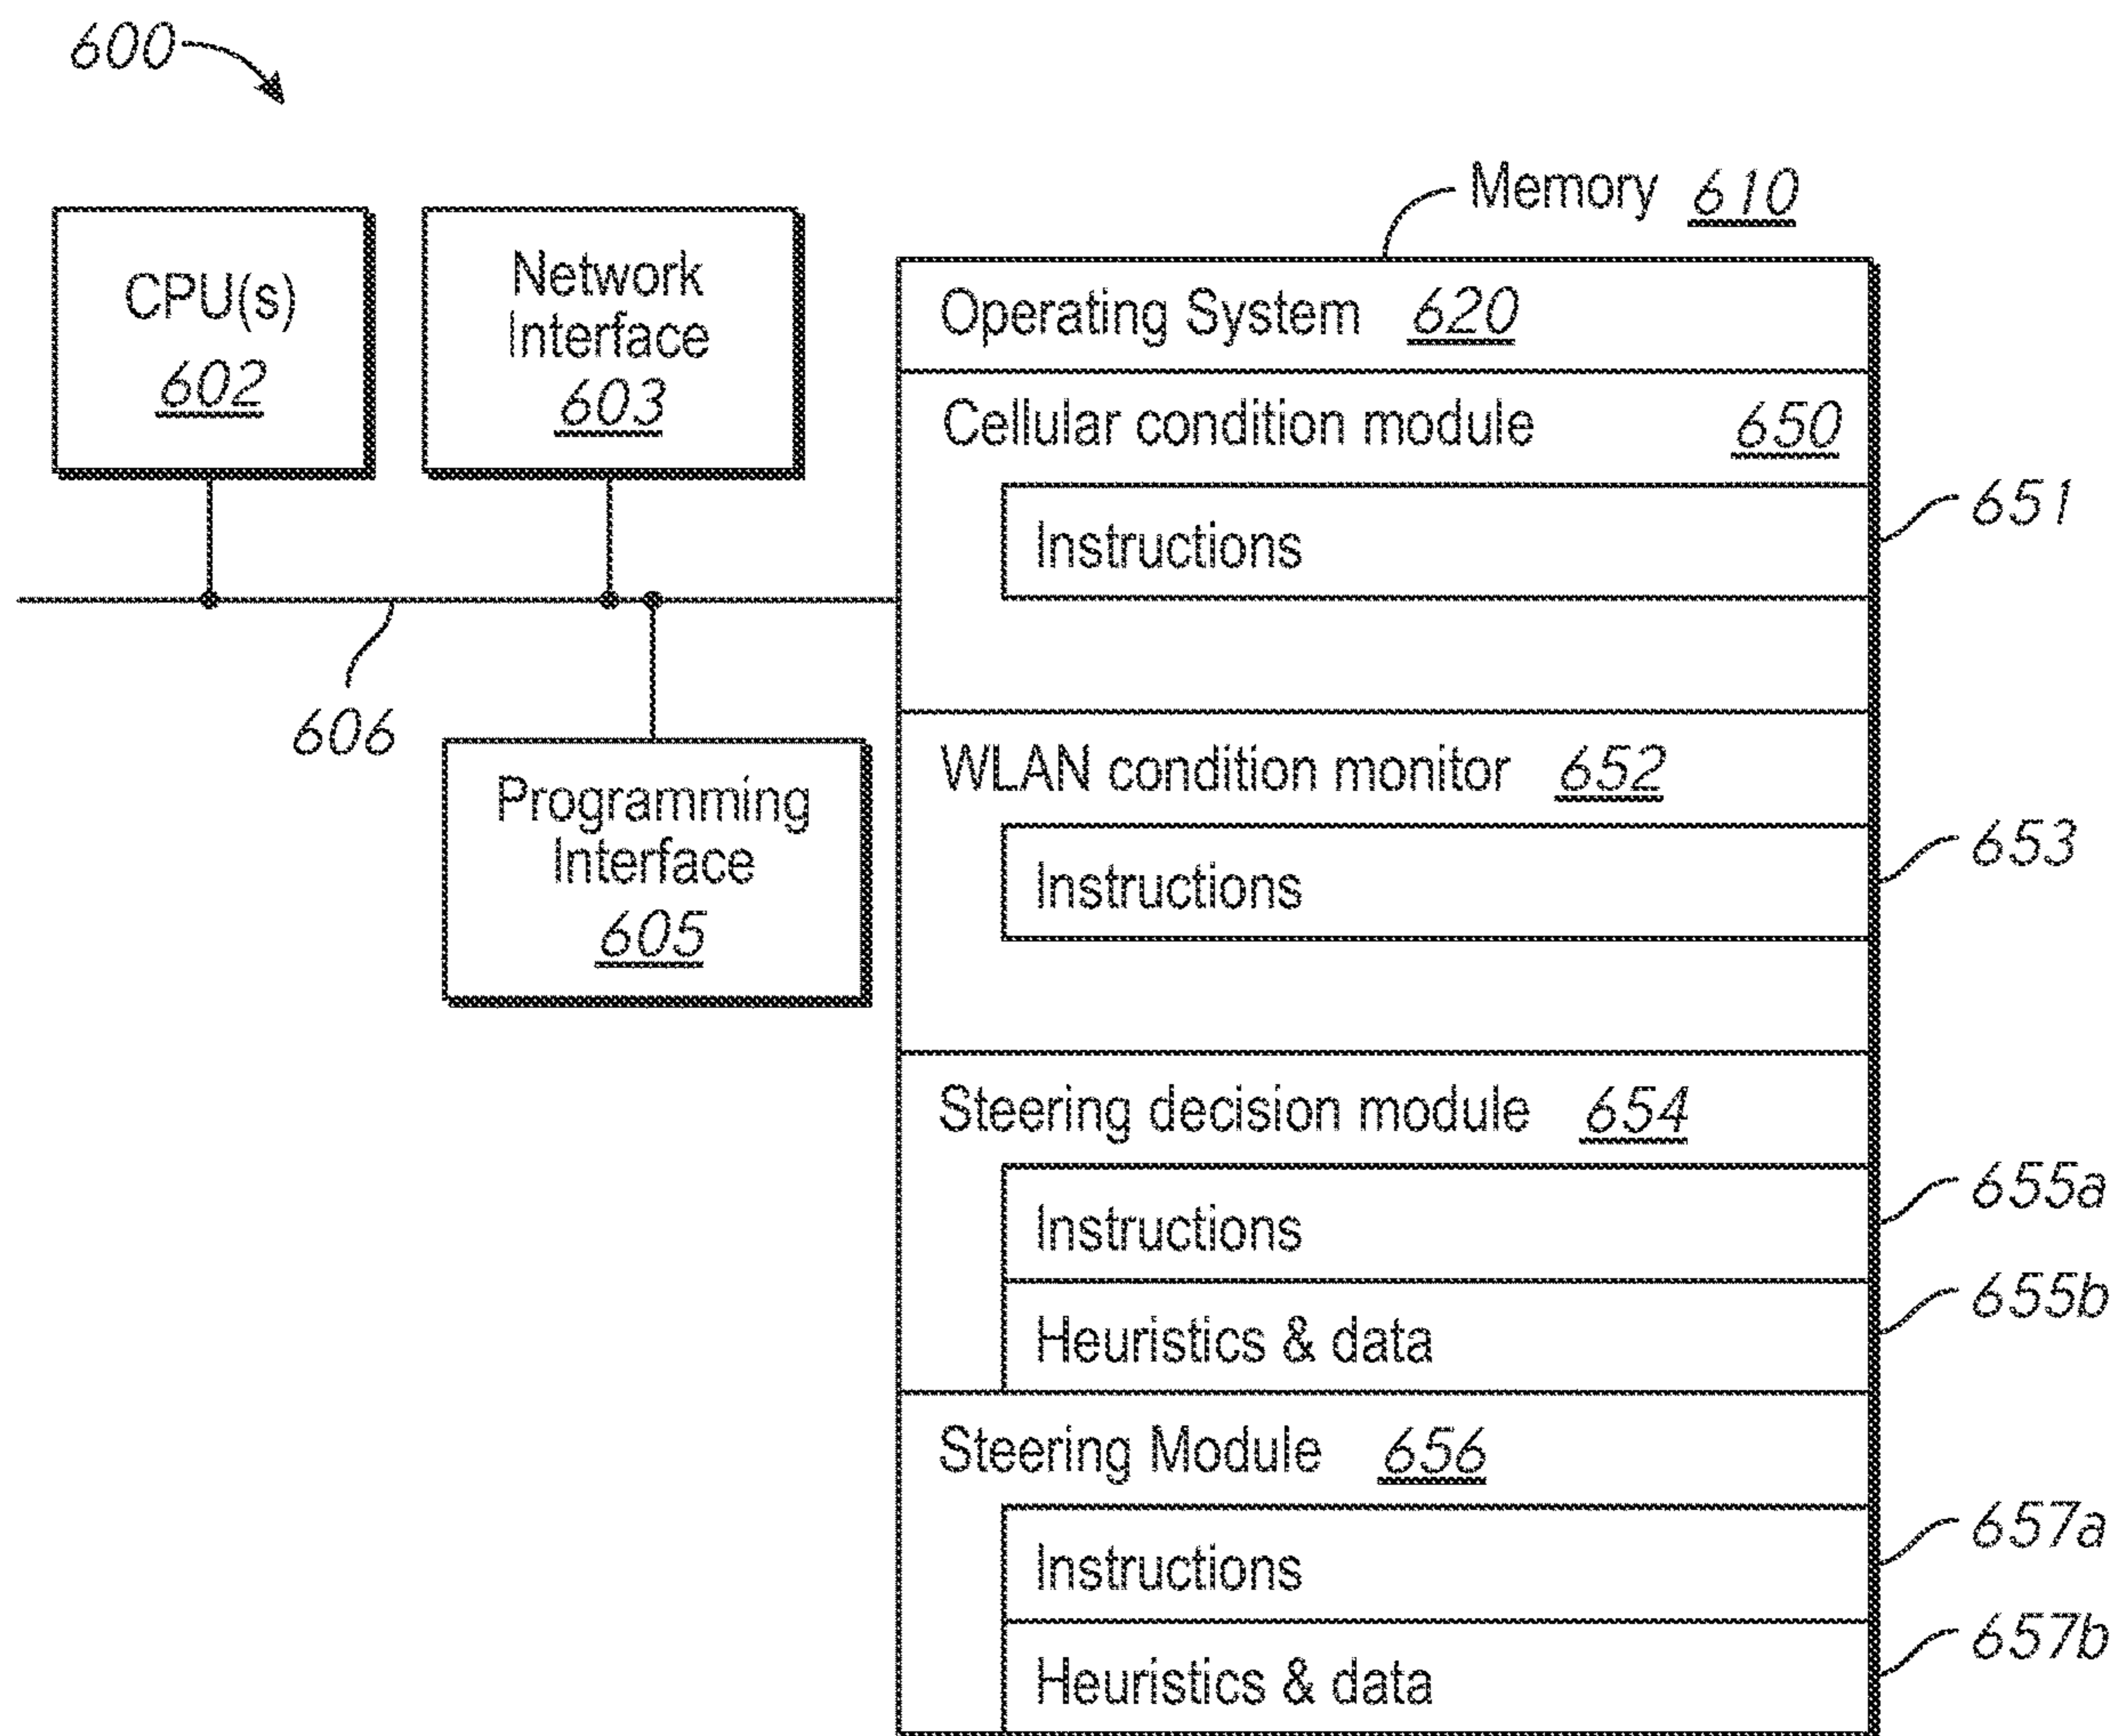 600
Memory 610
CPU(s)
602
Network
Interface
603
606
Programming
Interface
605
Operating System 620
Cellular condition module 650
Instructions
651
WLAN condition monitor 652
Instructions
653
Steering decision module 654
Instructions
655a
Heuristics & data
655b
Steering Module 656
Instructions
657a
Heuristics & data
657b